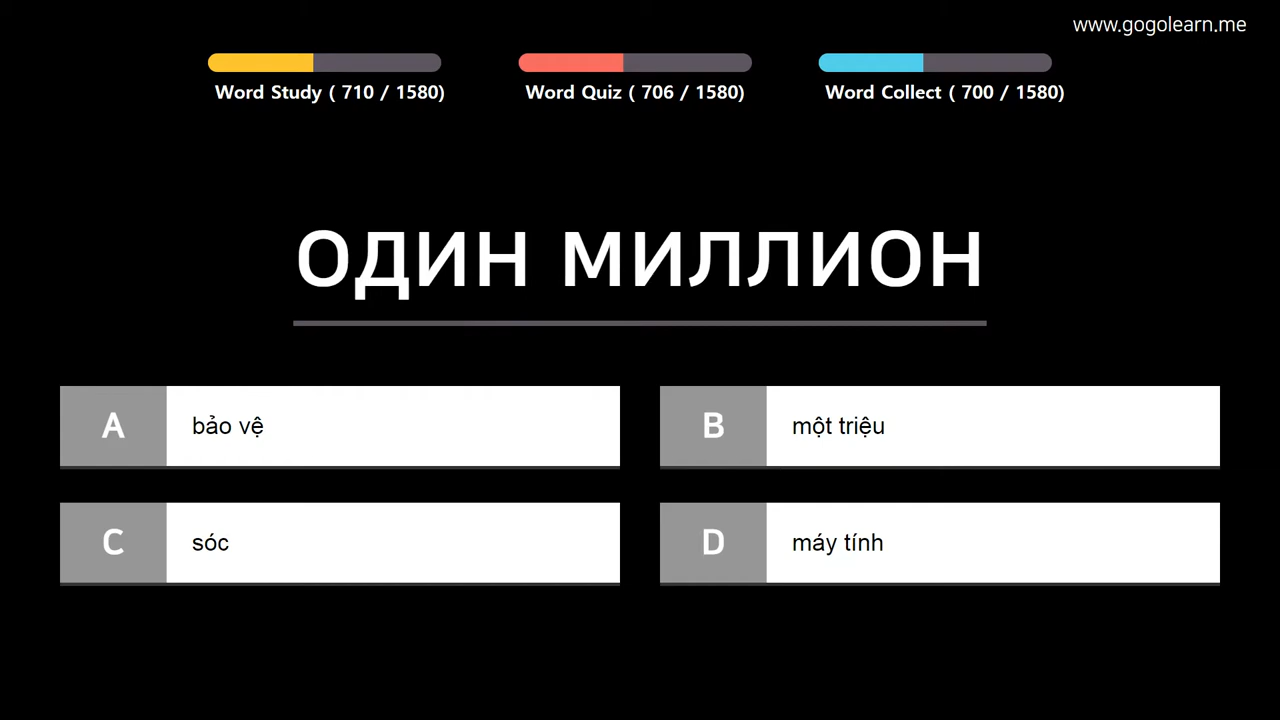 www.gogolearn.me
Word Study ( 710 / 1580)
Word Quiz ( 706 / 1580)
Word Collect ( 700 / 1580)
ОДИН МИЛЛИОН
A
bảo vệ
B
một triệu
C
sóc
D
máy tính